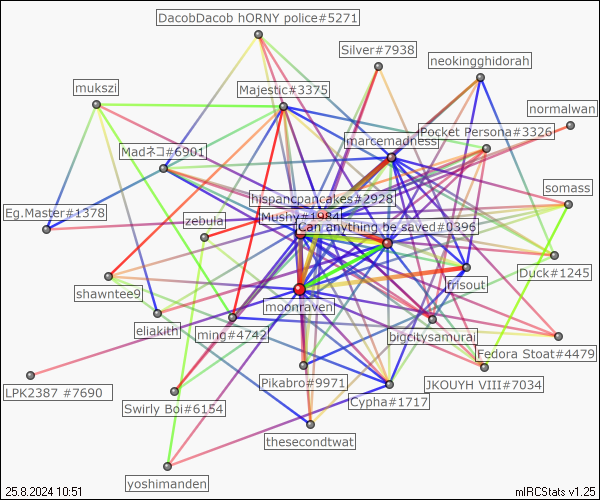 DacobDacob hORNY police#5271
Silver#7938
neokingghidorah
mukszi
Majestic#3375
normalwan
Pocket Persona#3326
marcemadness
Madネコ#6901
hispancpancakes#2928
somass
Eg.Master#1378
zebula
Mushy#1984
Can anything be saved#0396
Duck#1245
frisout
shawntee9
moonraven
eliakith
ming#4742
bigcitysamurai
Fedora Stoat#4479
LPK2387 #7690
Pikabro#9971
JKOUYH VIII#7034
Swirly Boi#6154
Cypha#1717
thesecondtwat
yoshimanden
25.8.2024 10:51
mIRCStats v1.25